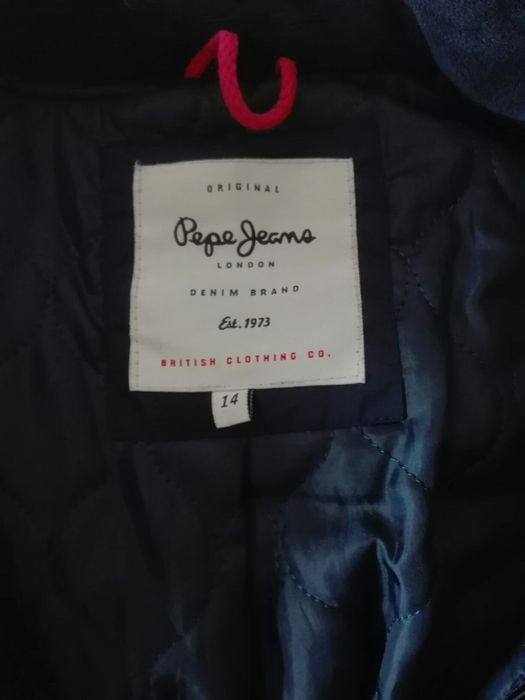 ORIGINAL
Pepe Jeans
LONDON
DENIM BRAND
Est. 1973
BRITISH CLOTHING CO.
14